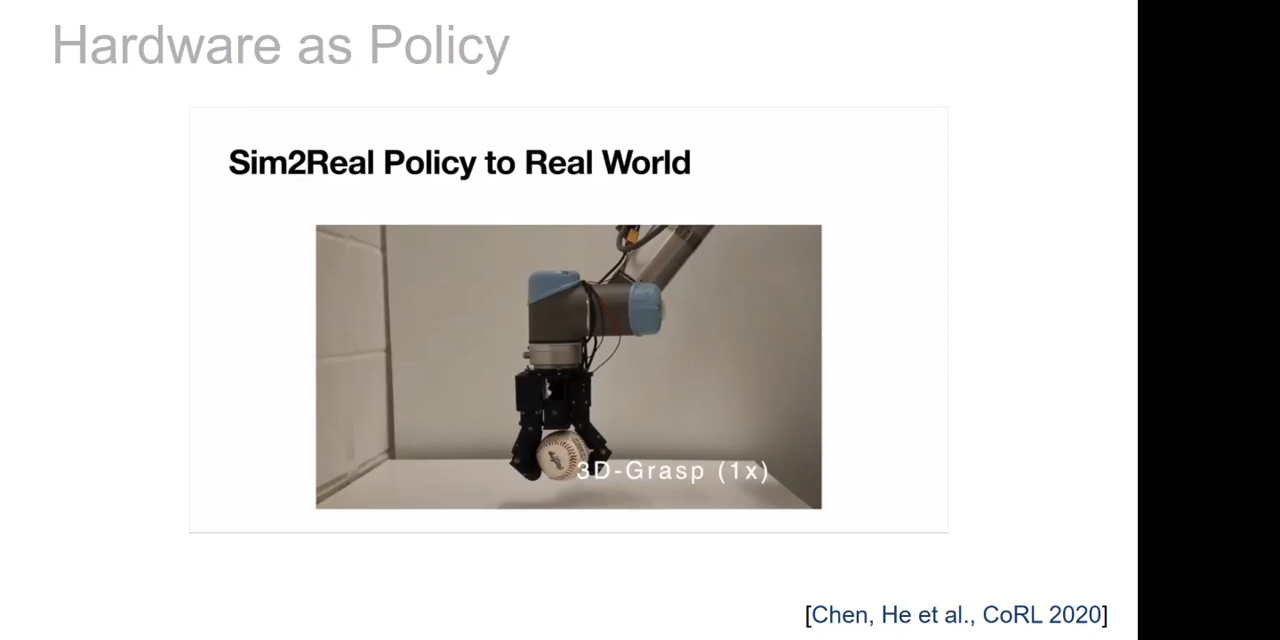 Hardware as Policy
Sim2Real Policy to Real World
3D-Grasp (1x)
[Chen, He et al., CoRL 2020]